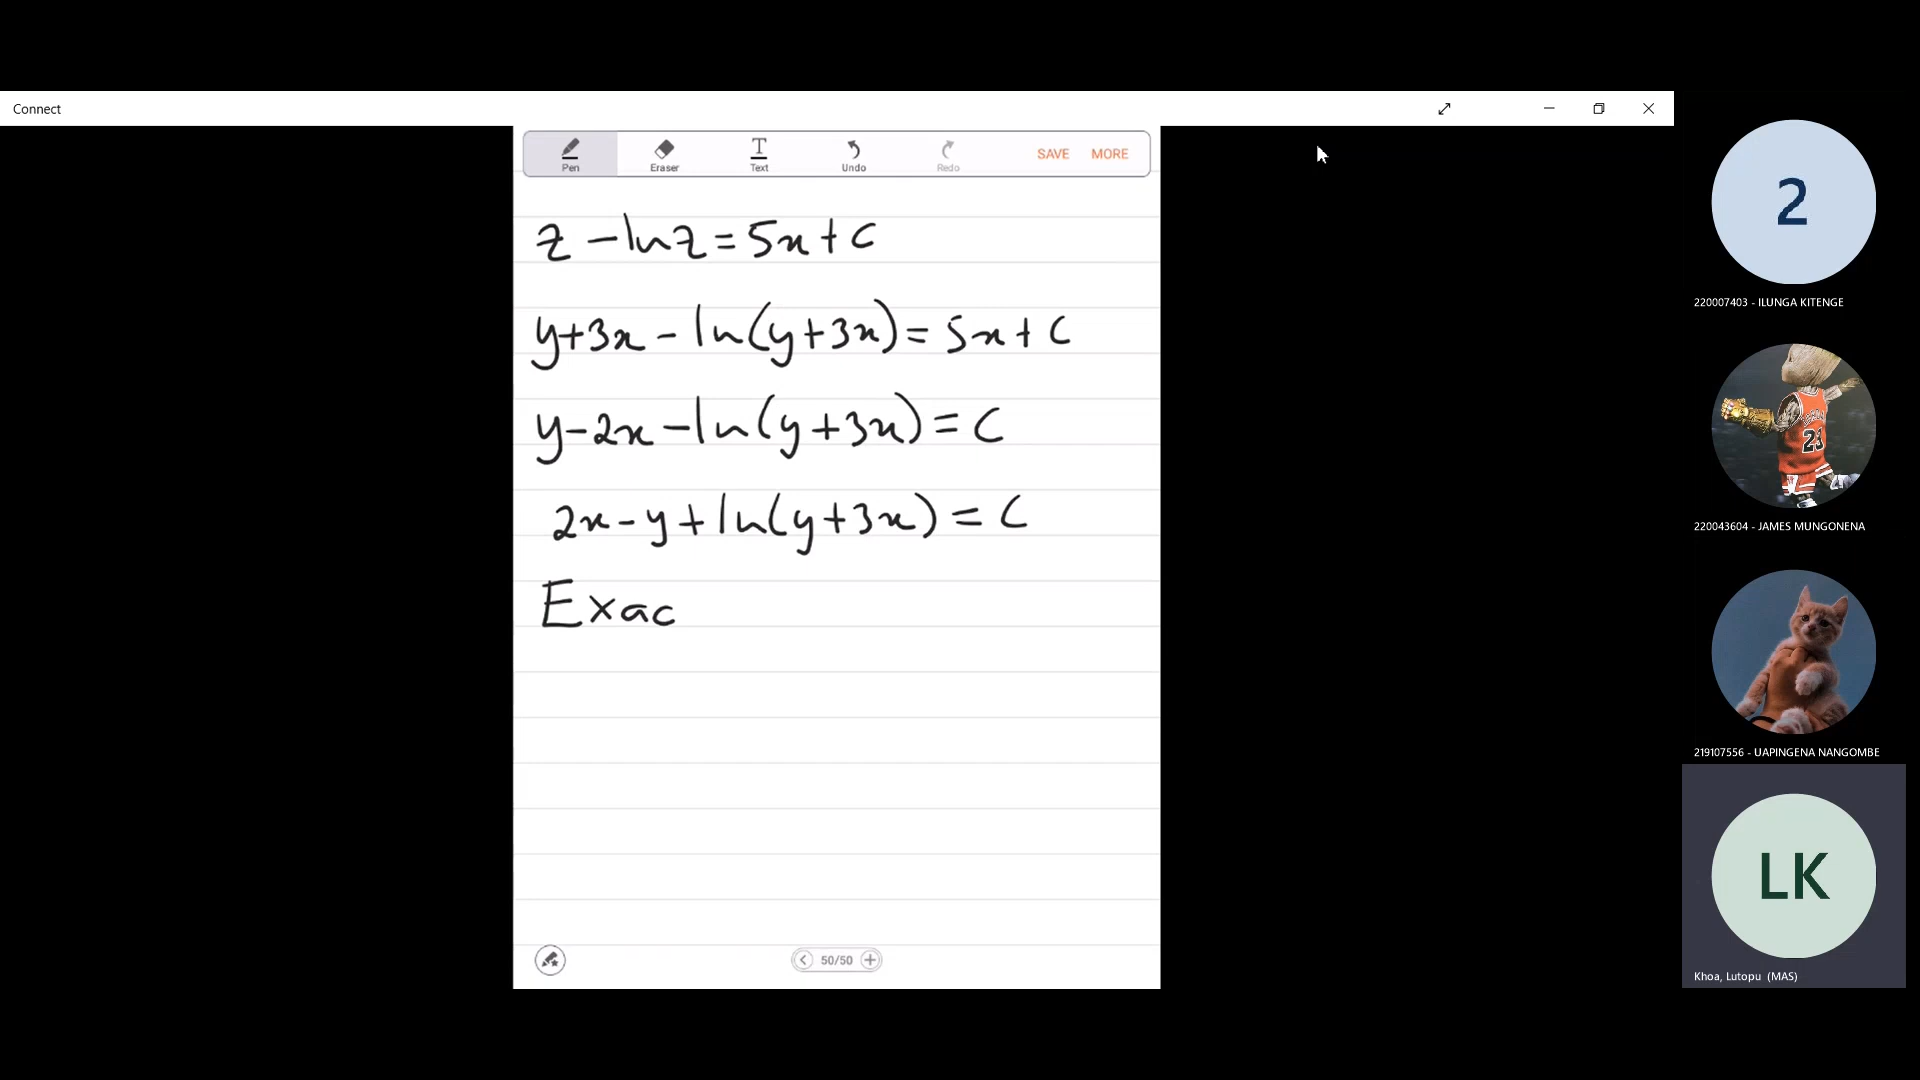 Connect
Pen
Eraser
T
Text
Undo
Redo
SAVE
MORE
z - ln z = 5x + c
y + 3x - ln(y + 3x) = 5x + c
y - 2x - ln(y + 3x) = c
2x - y + ln(y + 3x) = c
Exac
50/50
2
220007403 - ILUNGA KITENGE
23
220043604 - JAMES MUNGONENA
219107556 - UAPINGENA NANGOMBE
LK
Khoa, Lutopu (MAS)